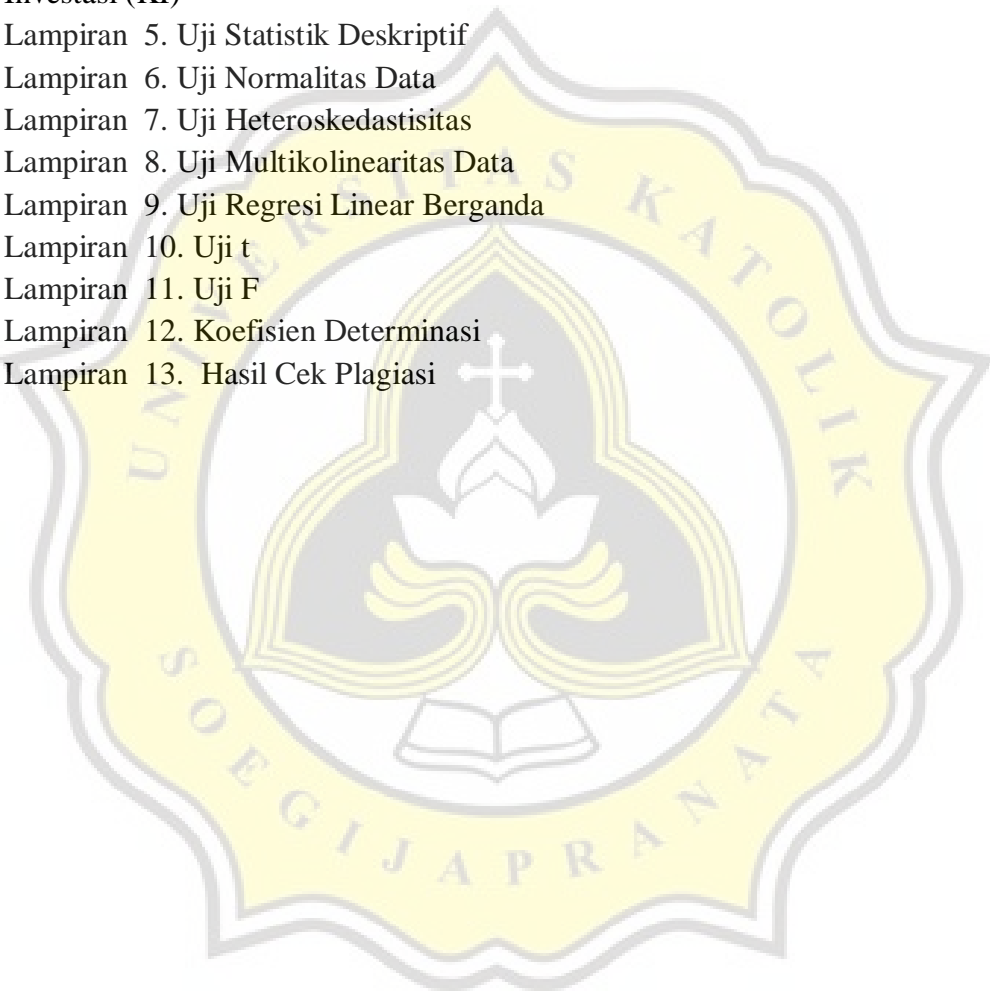 Investasi (KI)
Lampiran 5. Uji Statistik Deskriptif
Lampiran 6. Uji Normalitas Data
Lampiran 7. Uji Heteroskedastisitas
Lampiran 8. Uji Multikolinearitas Data
Lampiran 9. Uji Regresi Linear Berganda
Lampiran 10. Uji t
Lampiran 11. Uji F
Lampiran 12. Koefisien Determinasi
Lampiran 13. Hasil Cek Plagiasi
UNIVERSITAS KATOLIK
SOEGIJAPRANATA